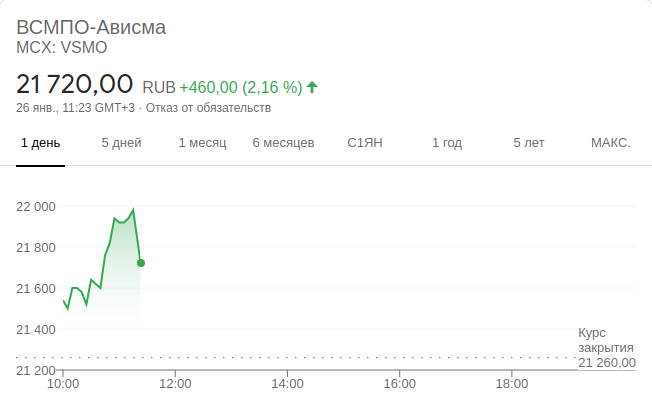 ВСМПО-Ависма
MCX: VSMO
21 720,00 RUB +460,00 (2,16 %)
26 янв., 11:23 GMT+3 · Отказ от обязательств
1 день 5 дней 1 месяц 6 месяцев С1ЯН 1 год 5 лет МАКС.
22 000
21 800
21 600
21 400
Курс
закрытия
21 260,00
21 200
10:00 12:00 14:00 16:00 18:00